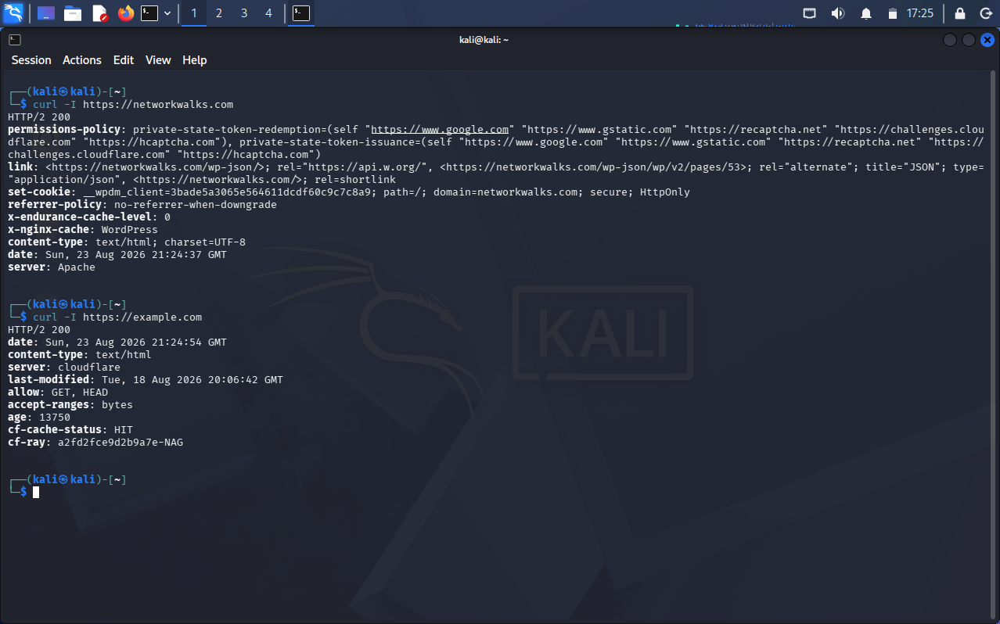 1 2 3 4 17:25
kali@kali: ~
Session Actions Edit View Help
┌──(kali㉿kali)-[~]
└─$ curl -I https://networkwalks.com
HTTP/2 200
permissions-policy: private-state-token-redemption=(self "https://www.google.com" "https://www.gstatic.com" "https://recaptcha.net" "https://challenges.clou
dflare.com" "https://hcaptcha.com"), private-state-token-issuance=(self "https://www.google.com" "https://www.gstatic.com" "https://recaptcha.net" "https://
challenges.cloudflare.com" "https://hcaptcha.com")
link: <https://networkwalks.com/wp-json/>; rel="https://api.w.org/", <https://networkwalks.com/wp-json/wp/v2/pages/53>; rel="alternate"; title="JSON"; type=
"application/json", <https://networkwalks.com/>; rel=shortlink
set-cookie: __wpdm_client=3bade5a3065e564611dcdf60c9c7c8a9; path=/; domain=networkwalks.com; secure; HttpOnly
referrer-policy: no-referrer-when-downgrade
x-endurance-cache-level: 0
x-nginx-cache: WordPress
content-type: text/html; charset=UTF-8
date: Sun, 23 Aug 2026 21:24:37 GMT
server: Apache
┌──(kali㉿kali)-[~]
└─$ curl -I https://example.com
HTTP/2 200
date: Sun, 23 Aug 2026 21:24:54 GMT
content-type: text/html
server: cloudflare
last-modified: Tue, 18 Aug 2026 20:06:42 GMT
allow: GET, HEAD
accept-ranges: bytes
age: 13750
cf-cache-status: HIT
cf-ray: a2fd2fce9d2b9a7e-NAG
┌──(kali㉿kali)-[~]
└─$
KALI